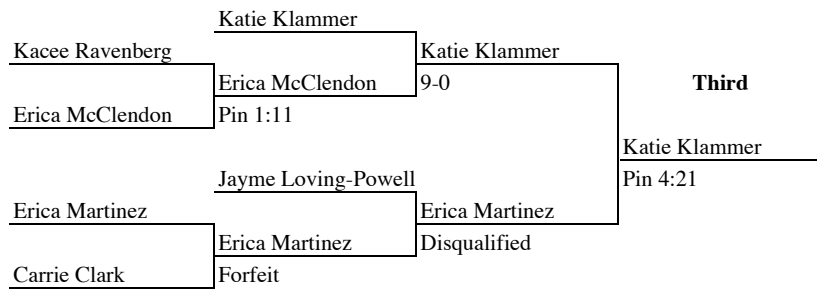 Katie Klammer
Kacee Ravenberg
Katie Klammer
Erica McClendon
9-0
Third
Erica McClendon
Pin 1:11
Katie Klammer
Jayme Loving-Powell
Pin 4:21
Erica Martinez
Erica Martinez
Erica Martinez
Disqualified
Carrie Clark
Forfeit